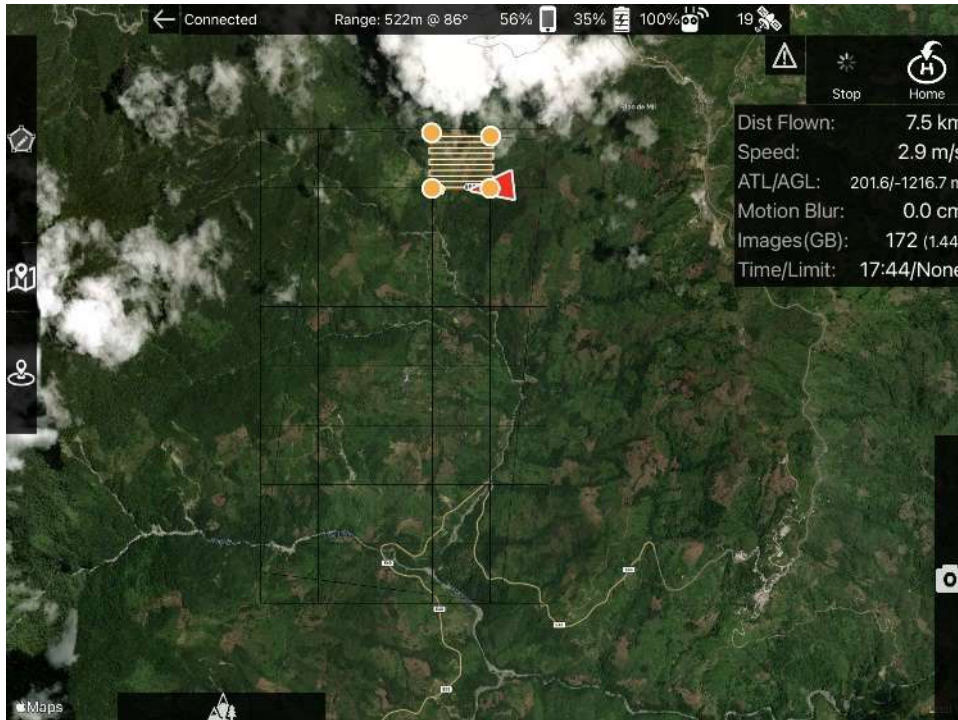 Connected Range: 522m @ 86° 56% 35% 100% 19
Stop Home
Dist Flown: 7.5 km
Speed: 2.9 m/s
ATL/AGL: 201.6/-1216.7 m
Motion Blur: 0.0 cm
Images(GB): 172 (1.44
Time/Limit: 17:44/None
Maps